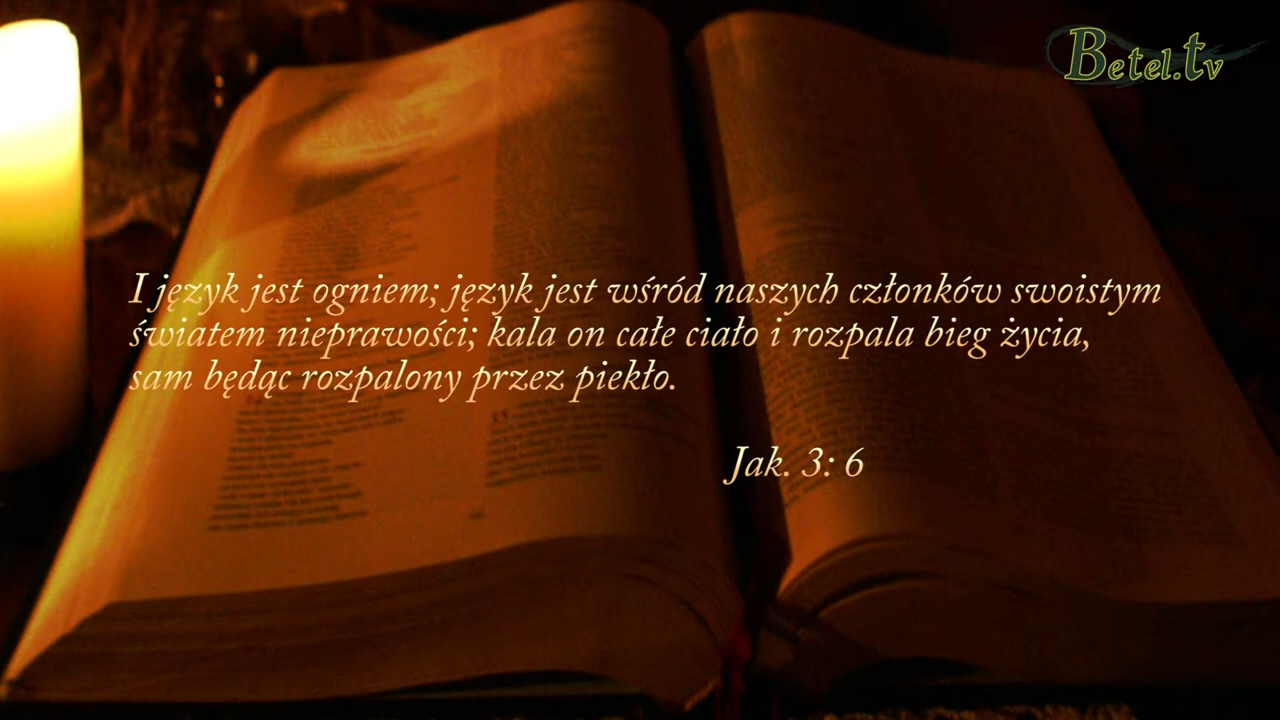 Betel.tv
I język jest ogniem; język jest wśród naszych członków swoistym
światem nieprawości; kala on całe ciało i rozpala bieg życia,
sam będąc rozpalony przez piekło.
Jak. 3: 6